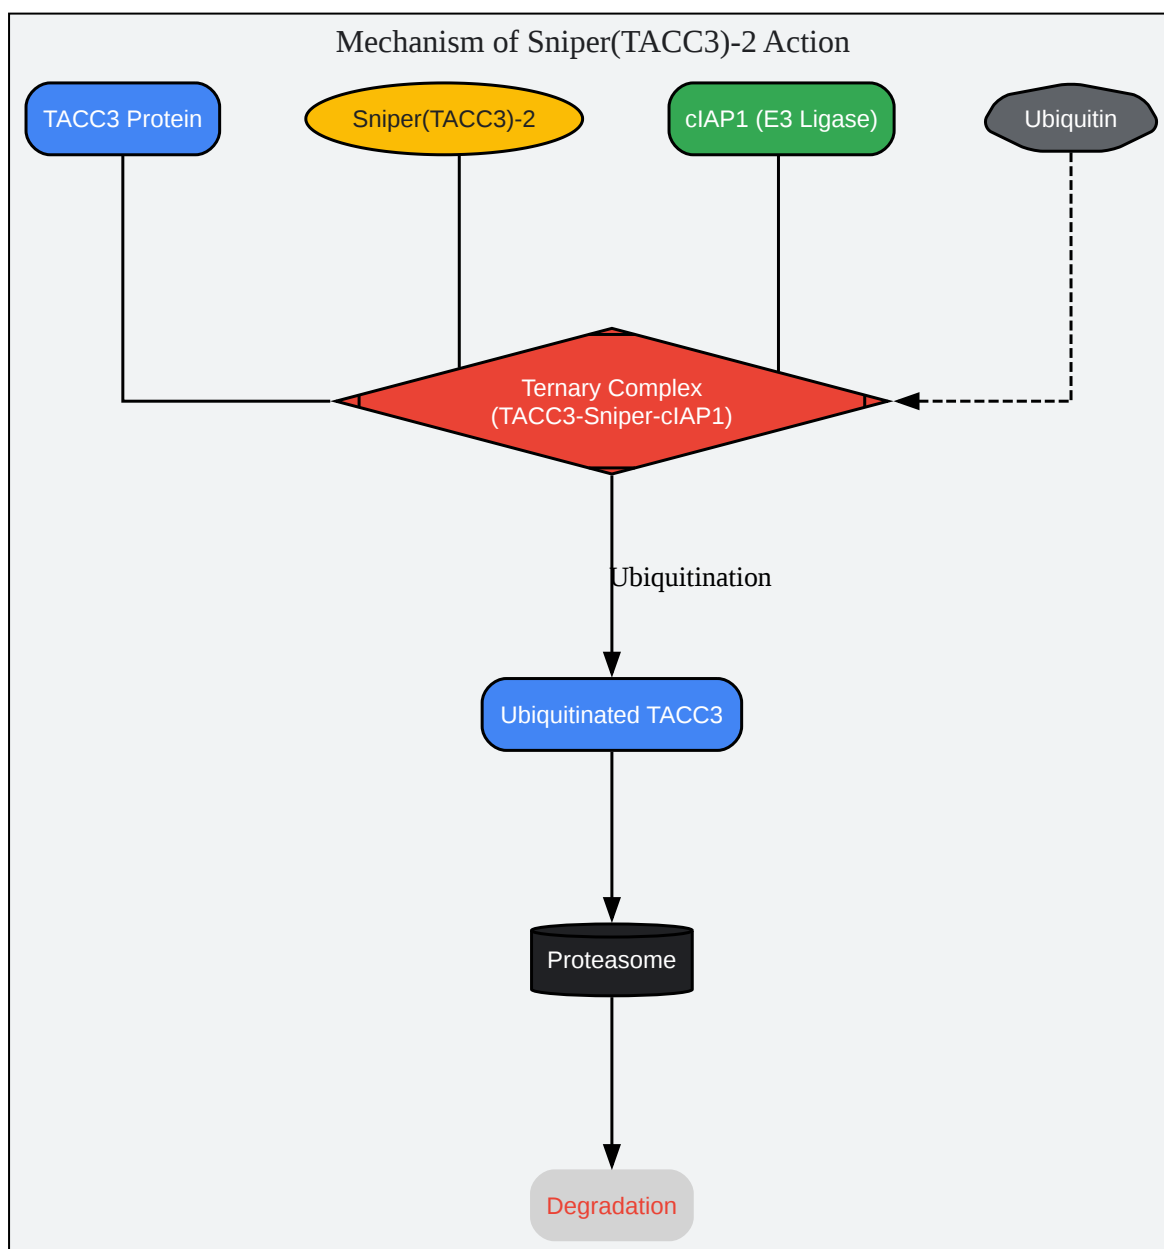 Mechanism of Sniper(TACC3)-2 Action
TACC3 Protein
Sniper(TACC3)-2
cIAP1 (E3 Ligase)
Ubiquitin
Ternary Complex
(TACC3-Sniper-cIAP1)
Ubiquitination
Ubiquitinated TACC3
Proteasome
Degradation